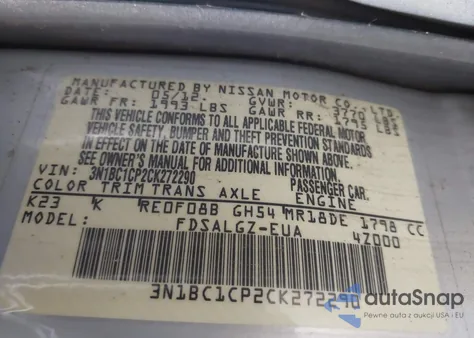 MANUFACTURED BY NISSAN MOTOR CO., LTD.
DATE: 05/12 GVWR: 3770 LBS
GAWR FR: 1993 LBS GAWR RR: 1795 LBS
THIS VEHICLE CONFORMS TO ALL APPLICABLE FEDERAL MOTOR
VEHICLE SAFETY, BUMPER AND THEFT PREVENTION STANDARDS
IN EFFECT ON THE DATE OF MANUFACTURE SHOWN ABOVE.
SEE OWNER'S MANUAL FOR ADDITIONAL INFORMATION.
VIN: 3N1BC1CP2CK272290 PASSENGER CAR
COLOR TRIM TRANS AXLE ENGINE
K23 K RE0F08B GH54 MR18DE 1798 CC
MODEL: FDSALGZ-EUA 4Z000
3N1BC1CP2CK272290
autoSnap
Pewne auta z aukcji USA i EU